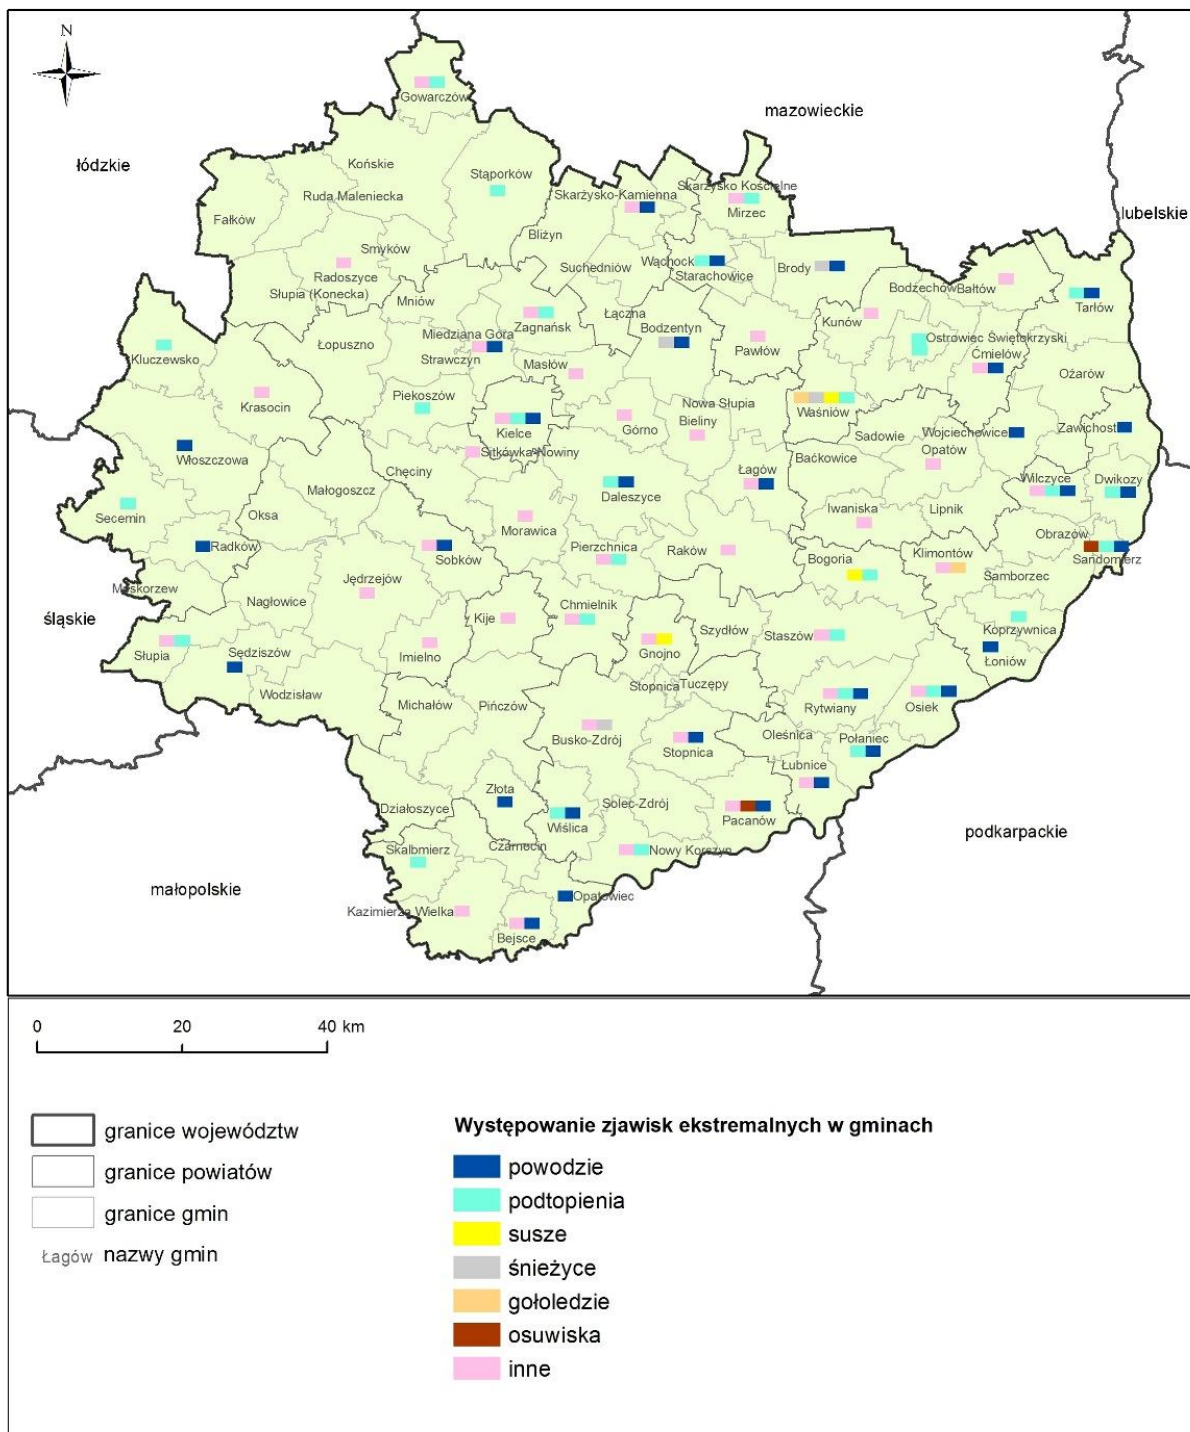 N
Gowarczów
mazowieckie
łódzkie
Końskie
Stąporków
Skarżysko Kościelne
Skarżysko-Kamienna
Ruda Maleniecka
Mirzec
lubelskie
Fałków
Bliżyn
Smyków
Wąchock
Suchedniów
Brody
Starachowice
Radoszyce
Bodzechów
Bałtów
Słupia (Konecka)
Mniów
Tarłów
Łączna
Kunów
Zagnańsk
Bodzentyn
Miedziana Góra
Ostrowiec Świętokrzyski
Łopuszno
Pawłów
Kluczewsko
Strawczyn
Masłów
Ćmielów
Ożarów
Piekoszów
Krasocin
Nowa Słupia
Waśniów
Bieliny
Górno
Kielce
Zawichost
Wojciechowice
Sadowie
Opatów
Sitkówka-Nowiny
Włoszczowa
Baćkowice
Chęciny
Łagów
Wilczyce
Dwikozy
Małogoszcz
Daleszyce
Secemin
Oksa
Iwaniska
Lipnik
Morawica
Obrazów
Radków
Pierzchnica
Raków
Sobków
Bogoria
Klimontów
Sandomierz
Samborzec
Jędrzejów
Moskorzew
Nagłowice
śląskie
Chmielnik
Kije
Szydłów
Staszów
Koprzywnica
Słupia
Sędziszów
Imielno
Gnojno
Łoniów
Stopnica
Tuczępy
Wodzisław
Michałów
Pińczów
Rytwiany
Osiek
Busko-Zdrój
Oleśnica
Połaniec
Stopnica
Łubnice
Złota
Działoszyce
Solec-Zdrój
Pacanów
Wiślica
podkarpackie
Skalbmierz
Czarnocin
Nowy Korczyn
małopolskie
Opatowiec
Kazimierza Wielka
Bejsce
0 20 40 km
granice województw
granice powiatów
granice gmin
Łagów nazwy gmin
Występowanie zjawisk ekstremalnych w gminach
powodzie
podtopienia
susze
śnieżyce
gołoledzie
osuwiska
inne